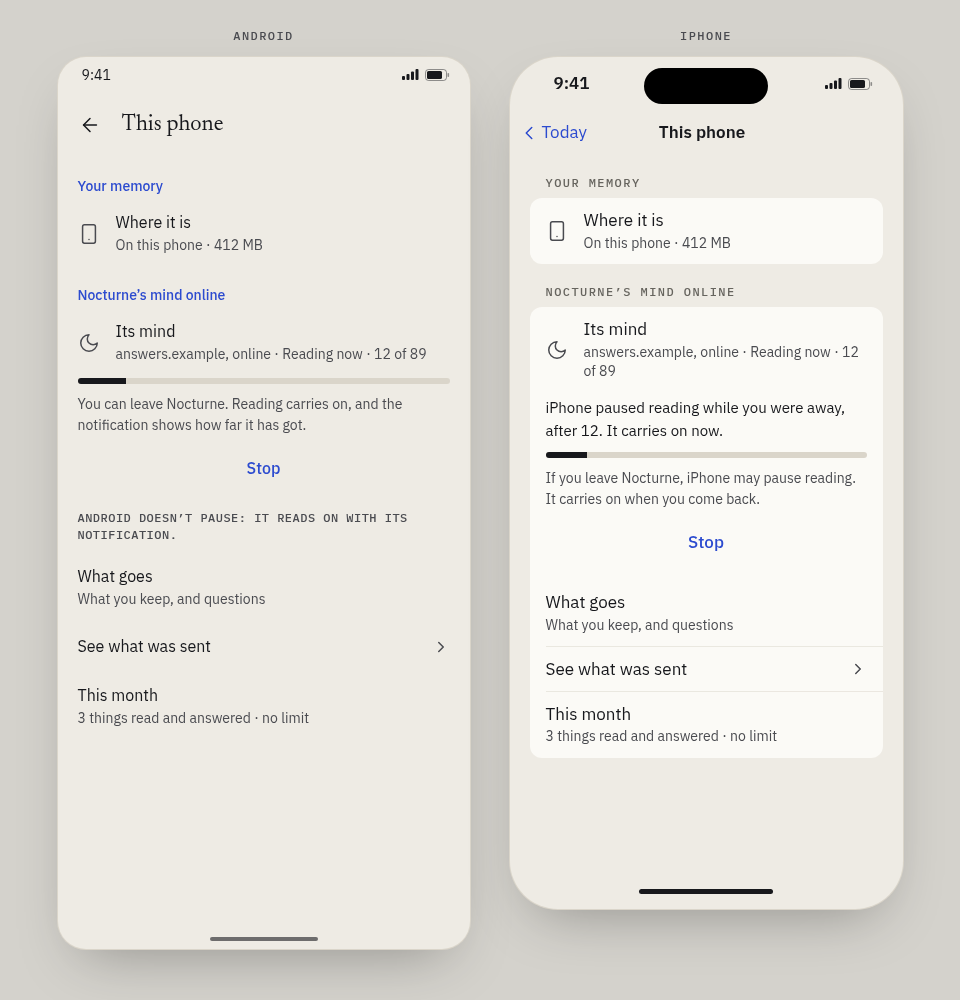 ANDROID
9:41
This phone
Your memory
Where it is
On this phone · 412 MB
Nocturne’s mind online
Its mind
answers.example, online · Reading now · 12 of 89
You can leave Nocturne. Reading carries on, and the
notification shows how far it has got.
Stop
ANDROID DOESN’T PAUSE: IT READS ON WITH ITS
NOTIFICATION.
What goes
What you keep, and questions
See what was sent
This month
3 things read and answered · no limit
IPHONE
9:41
Today
This phone
YOUR MEMORY
Where it is
On this phone · 412 MB
NOCTURNE’S MIND ONLINE
Its mind
answers.example, online · Reading now · 12
of 89
iPhone paused reading while you were away,
after 12. It carries on now.
If you leave Nocturne, iPhone may pause reading.
It carries on when you come back.
Stop
What goes
What you keep, and questions
See what was sent
This month
3 things read and answered · no limit